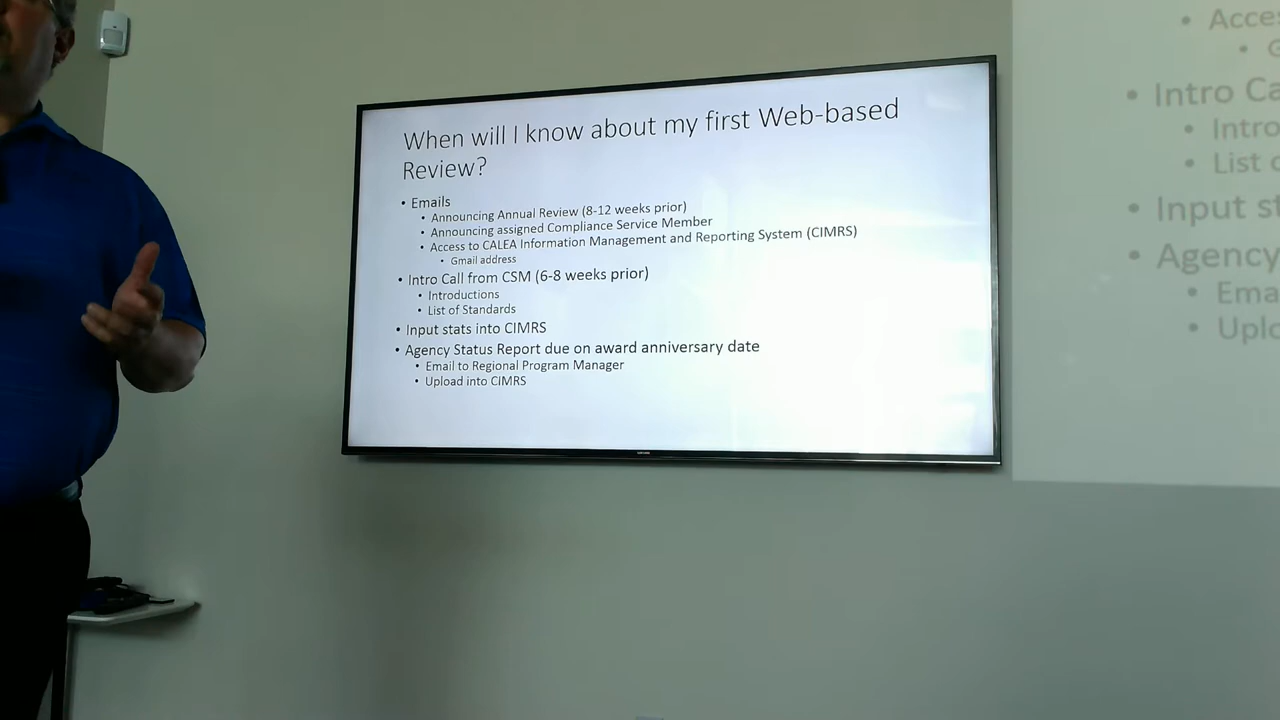 When will I know about my first Web-based
Review?
• Emails
• Announcing Annual Review (8-12 weeks prior)
• Announcing assigned Compliance Service Member
• Access to CALEA Information Management and Reporting System (CIMRS)
• Gmail address
• Intro Call from CSM (6-8 weeks prior)
• Introductions
• List of Standards
• Input stats into CIMRS
• Agency Status Report due on award anniversary date
• Email to Regional Program Manager
• Upload into CIMRS
• Acce
• G
• Intro Ca
• Intro
• List
• Input st
• Agency
• Ema
• Uplo